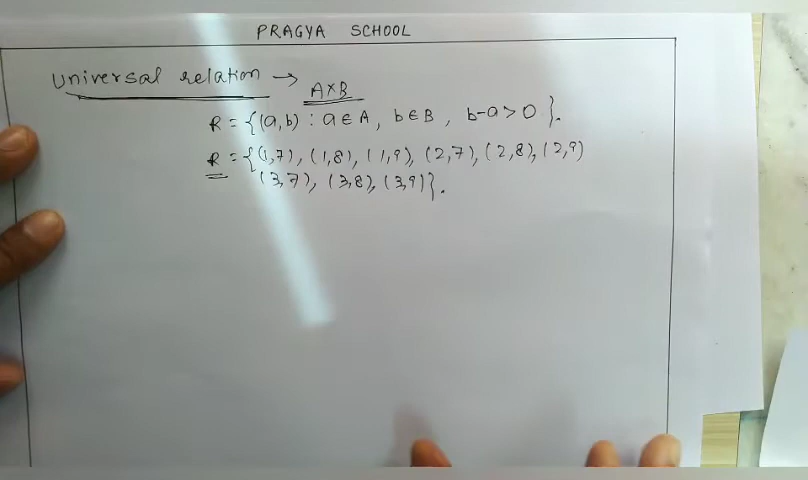 PRAGYA SCHOOL
Universal relation → A×B
R = {(a,b) : a ∈ A, b ∈ B, b-a > 0}.
R = {(1,7), (1,8), (1,9), (2,7), (2,8), (2,9)
(3,7), (3,8), (3,9)}.